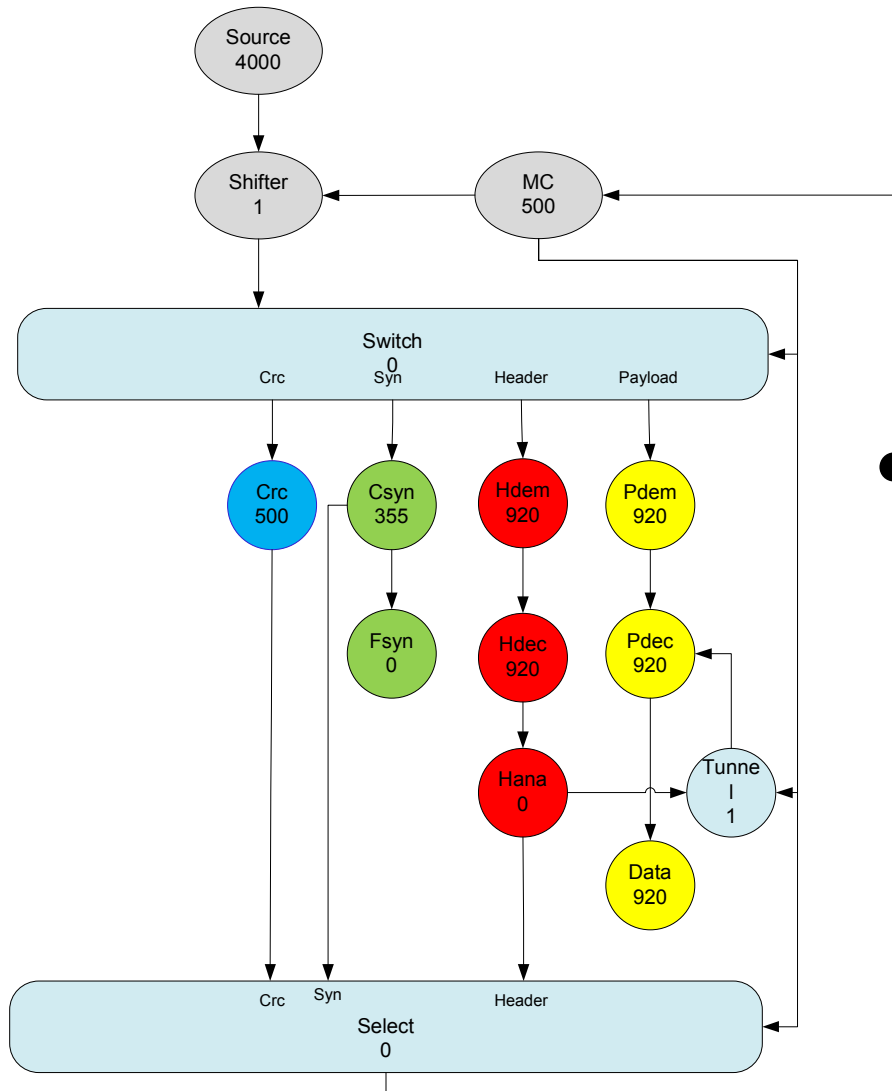 Source
4000
Shifter
1
MC
500
Switch
0
Crc
Syn
Header
Payload
Crc
500
Csyn
355
Hdem
920
Pdem
920
Fsyn
0
Hdec
920
Pdec
920
Hana
0
Tunne
l
1
Data
920
Crc
Syn
Header
Select
0